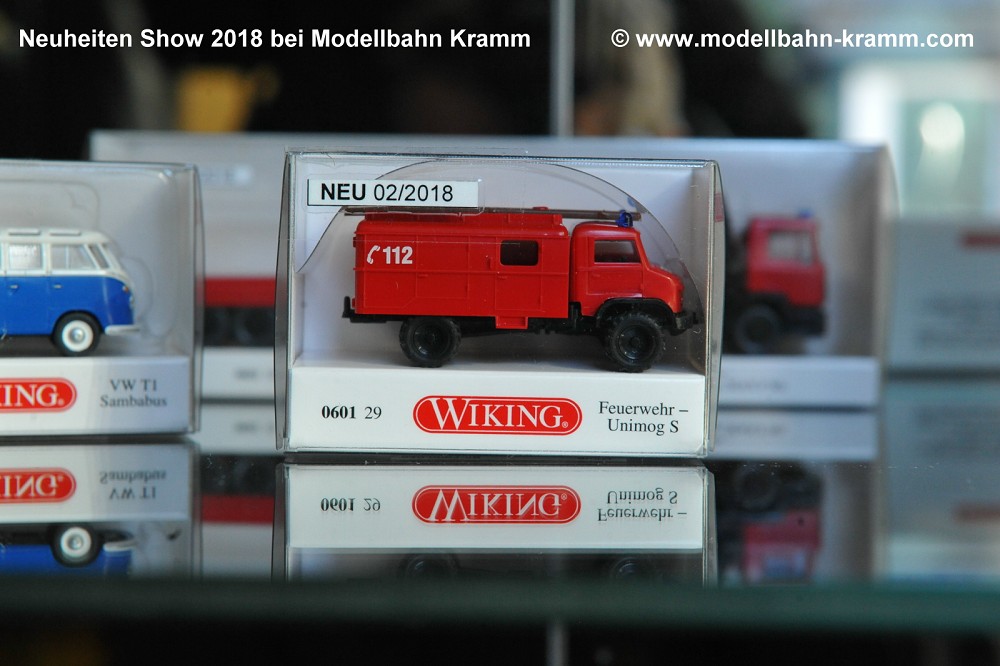 Neuheiten Show 2018 bei Modellbahn Kramm
© www.modellbahn-kramm.com
NEU 02/2018
112
ING®
VW T1
Sambabus
0601 29
WIKING®
Feuerwehr –
Unimog S